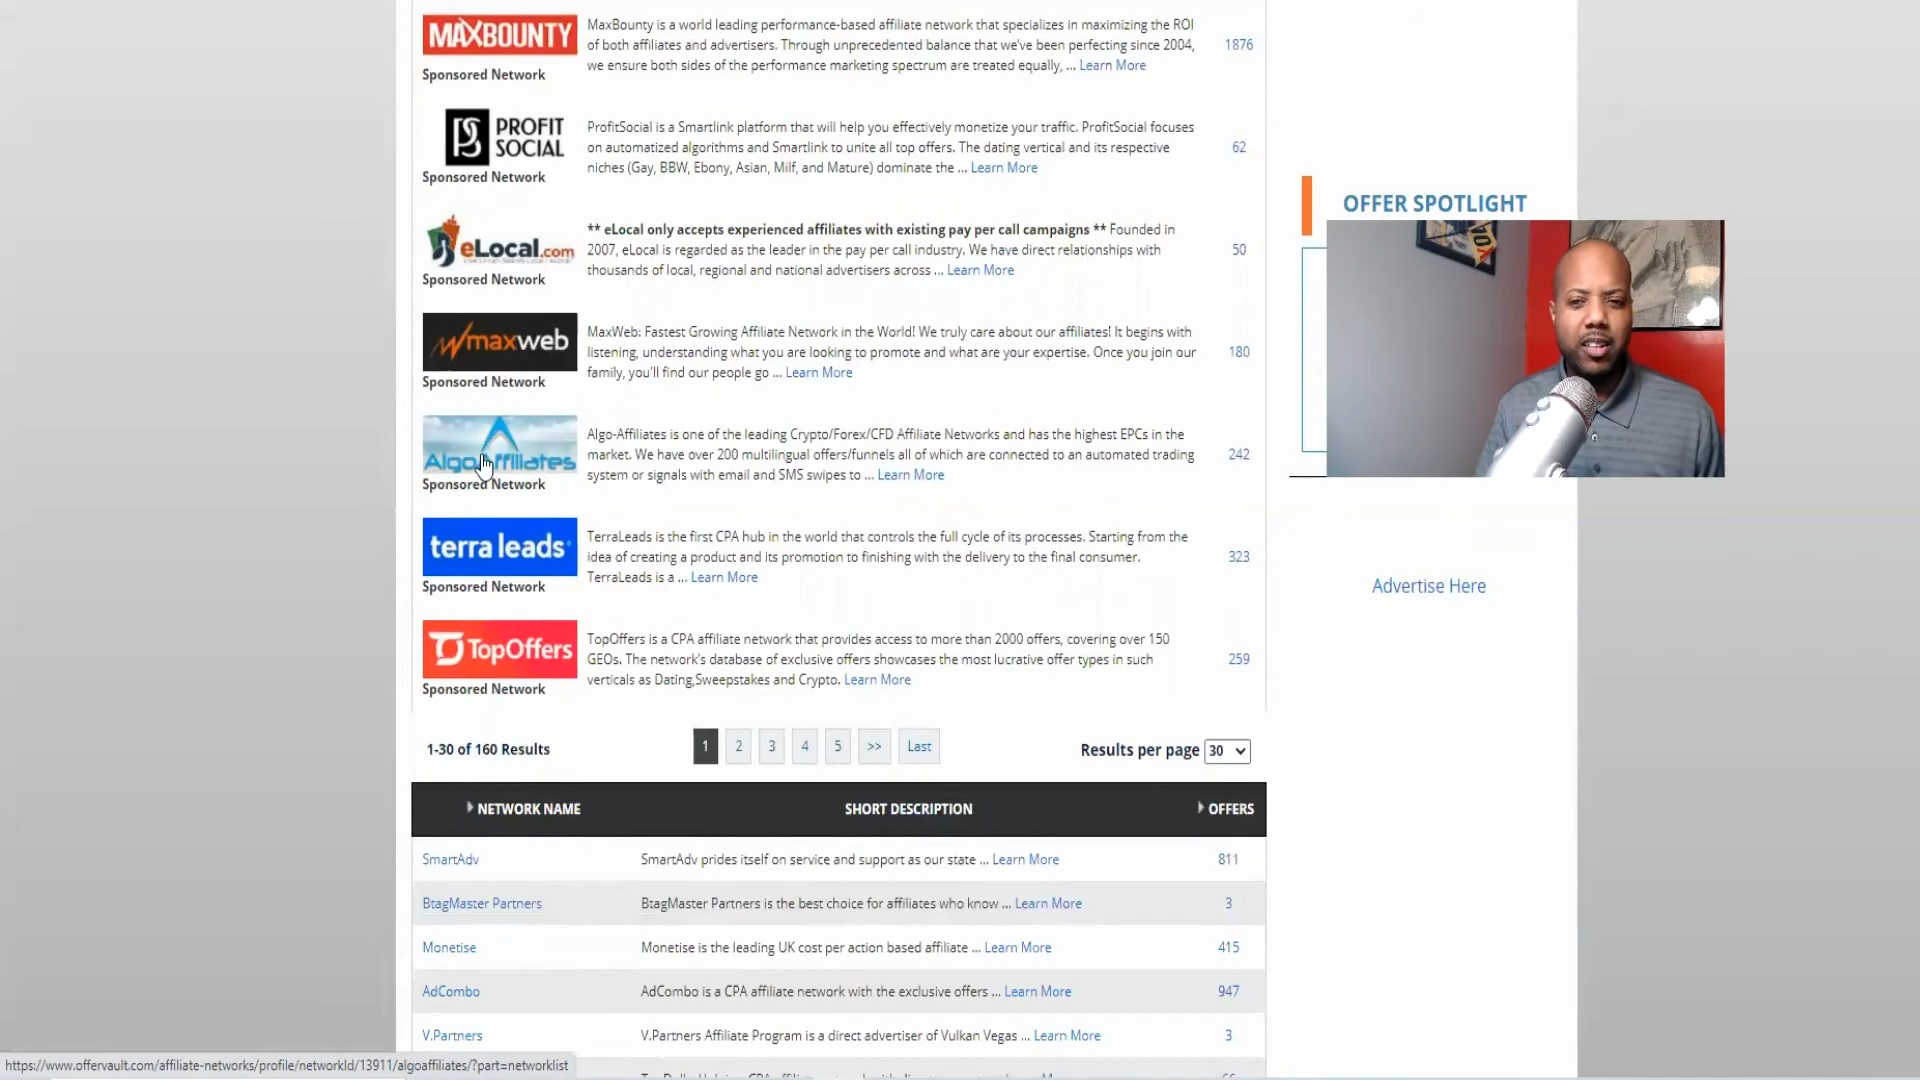 MAXBOUNTY
Sponsored Network
MaxBounty is a world leading performance-based affiliate network that specializes in maximizing the ROI
of both affiliates and advertisers. Through unprecedented balance that we've been perfecting since 2004,
we ensure both sides of the performance marketing spectrum are treated equally, ... Learn More
1876
PROFIT
SOCIAL
Sponsored Network
ProfitSocial is a Smartlink platform that will help you effectively monetize your traffic. ProfitSocial focuses
on automatized algorithms and Smartlink to unite all top offers. The dating vertical and its respective
niches (Gay, BBW, Ebony, Asian, Milf, and Mature) dominate the ... Learn More
62
eLocal.com
Sponsored Network
** eLocal only accepts experienced affiliates with existing pay per call campaigns ** Founded in
2007, eLocal is regarded as the leader in the pay per call industry. We have direct relationships with
thousands of local, regional and national advertisers across ... Learn More
50
maxweb
Sponsored Network
MaxWeb: Fastest Growing Affiliate Network in the World! We truly care about our affiliates! It begins with
listening, understanding what you are looking to promote and what are your expertise. Once you join our
family, you'll find our people go ... Learn More
180
AlgoAffiliates
Sponsored Network
Algo-Affiliates is one of the leading Crypto/Forex/CFD Affiliate Networks and has the highest EPCs in the
market. We have over 200 multilingual offers/funnels all of which are connected to an automated trading
system or signals with email and SMS swipes to ... Learn More
242
terra leads
Sponsored Network
TerraLeads is the first CPA hub in the world that controls the full cycle of its processes. Starting from the
idea of creating a product and its promotion to finishing with the delivery to the final consumer.
TerraLeads is a ... Learn More
323
TopOffers
Sponsored Network
TopOffers is a CPA affiliate network that provides access to more than 2000 offers, covering over 150
GEOs. The network's database of exclusive offers showcases the most lucrative offer types in such
verticals as Dating,Sweepstakes and Crypto. Learn More
259
OFFER SPOTLIGHT
Advertise Here
1-30 of 160 Results
1 2 3 4 5 >> Last
Results per page 30
NETWORK NAME SHORT DESCRIPTION OFFERS
SmartAdv SmartAdv prides itself on service and support as our state ... Learn More 811
BtagMaster Partners BtagMaster Partners is the best choice for affiliates who know ... Learn More 3
Monetise Monetise is the leading UK cost per action based affiliate ... Learn More 415
AdCombo AdCombo is a CPA affiliate network with the exclusive offers ... Learn More 947
V.Partners V.Partners Affiliate Program is a direct advertiser of Vulkan Vegas ... Learn More 3
https://www.offervault.com/affiliate-networks/profile/networkId/13911/algoaffiliates/?part=networklist